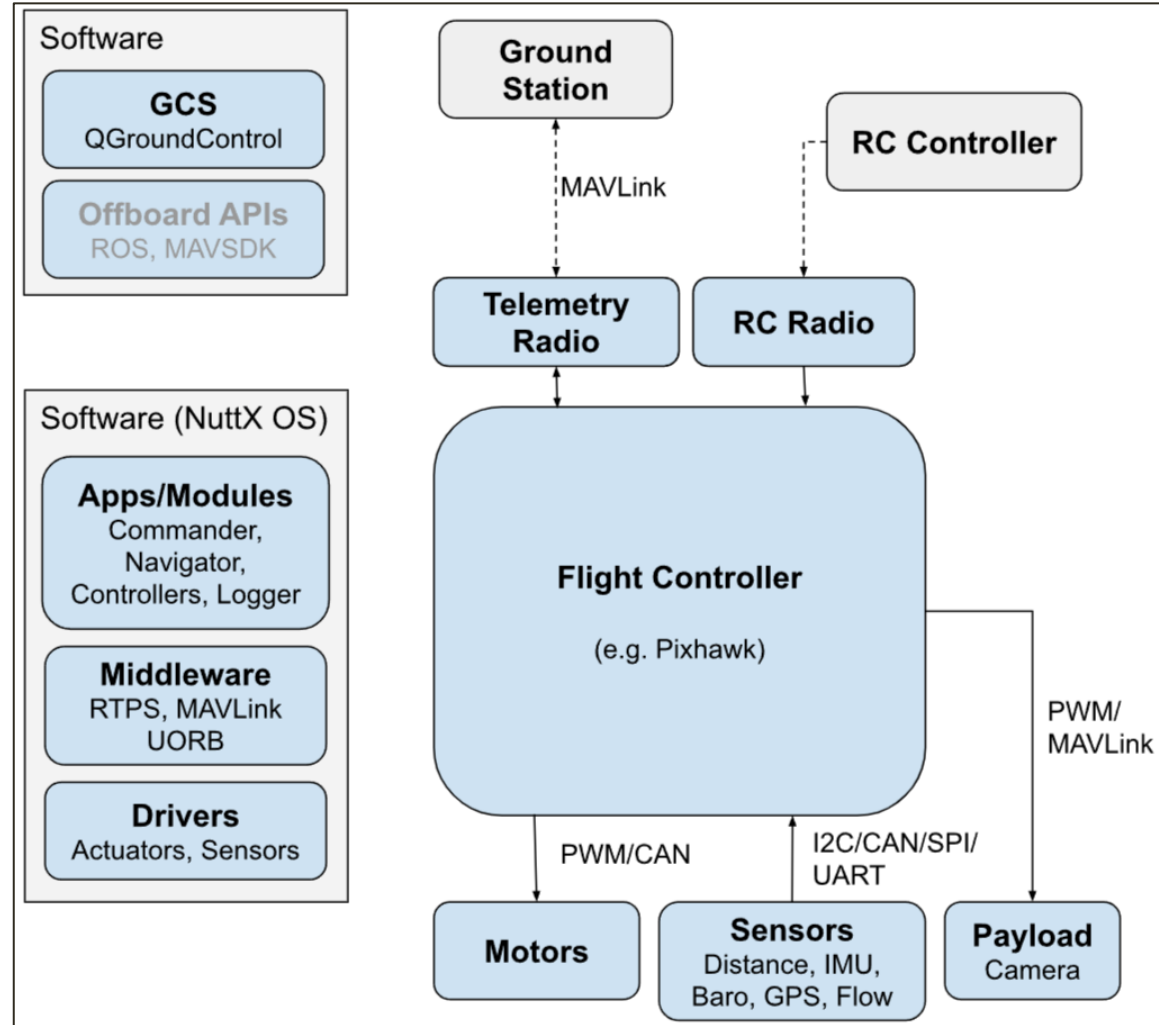 Software
GCS
QGroundControl
Offboard APIs
ROS, MAVSDK
Ground
Station
RC Controller
MAVLink
Telemetry
Radio
RC Radio
Software (NuttX OS)
Apps/Modules
Commander,
Navigator,
Controllers, Logger
Middleware
RTPS, MAVLink
UORB
Drivers
Actuators, Sensors
Flight Controller
(e.g. Pixhawk)
PWM/
MAVLink
PWM/CAN
I2C/CAN/SPI/
UART
Motors
Sensors
Distance, IMU,
Baro, GPS, Flow
Payload
Camera